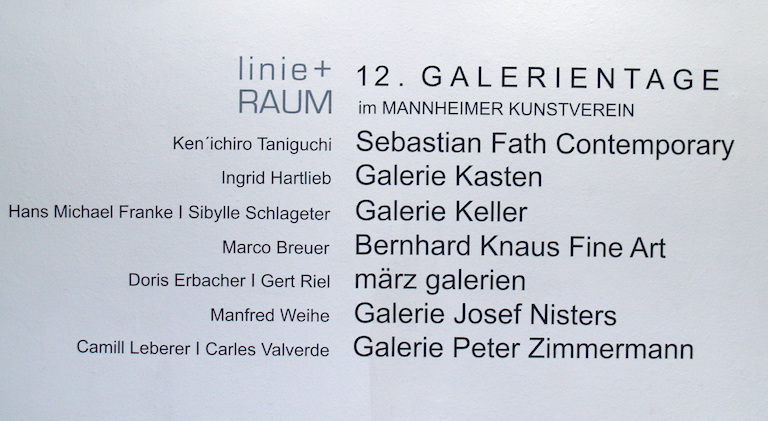 linie+ 12. GALERIENTAGE
RAUM im MANNHEIMER KUNSTVEREIN
Ken´ichiro Taniguchi Sebastian Fath Contemporary
Ingrid Hartlieb Galerie Kasten
Hans Michael Franke I Sibylle Schlageter Galerie Keller
Marco Breuer Bernhard Knaus Fine Art
Doris Erbacher I Gert Riel märz galerien
Manfred Weihe Galerie Josef Nisters
Camill Leberer I Carles Valverde Galerie Peter Zimmermann